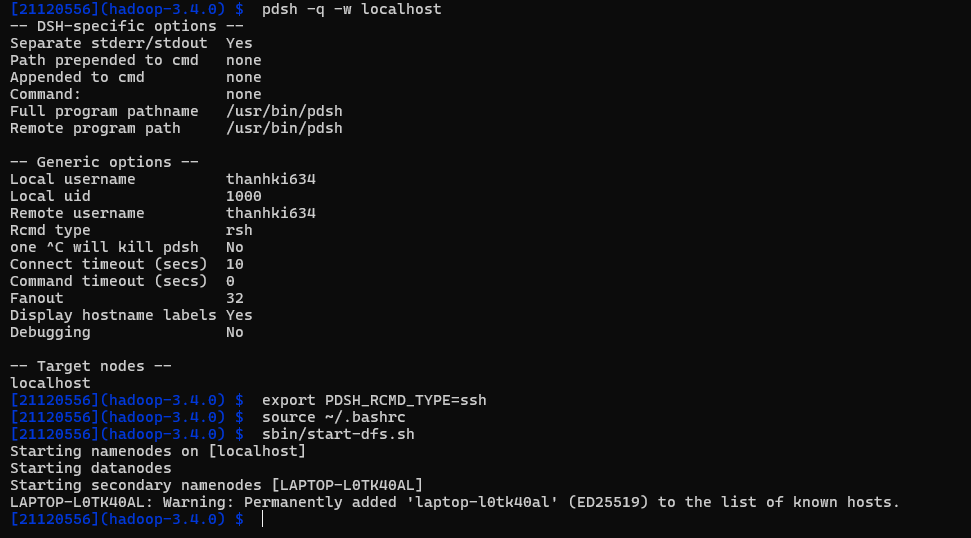 [21120556](hadoop-3.4.0) $  pdsh -q -w localhost
-- DSH-specific options --
Separate stderr/stdout  Yes
Path prepended to cmd   none
Appended to cmd         none
Command:                none
Full program pathname   /usr/bin/pdsh
Remote program path     /usr/bin/pdsh

-- Generic options --
Local username          thanhki634
Local uid               1000
Remote username         thanhki634
Rcmd type               rsh
one ^C will kill pdsh   No
Connect timeout (secs)  10
Command timeout (secs)  0
Fanout                  32
Display hostname labels Yes
Debugging               No

-- Target nodes --
localhost
[21120556](hadoop-3.4.0) $  export PDSH_RCMD_TYPE=ssh
[21120556](hadoop-3.4.0) $  source ~/.bashrc
[21120556](hadoop-3.4.0) $  sbin/start-dfs.sh
Starting namenodes on [localhost]
Starting datanodes
Starting secondary namenodes [LAPTOP-L0TK40AL]
LAPTOP-L0TK40AL: Warning: Permanently added 'laptop-l0tk40al' (ED25519) to the list of known hosts.
[21120556](hadoop-3.4.0) $